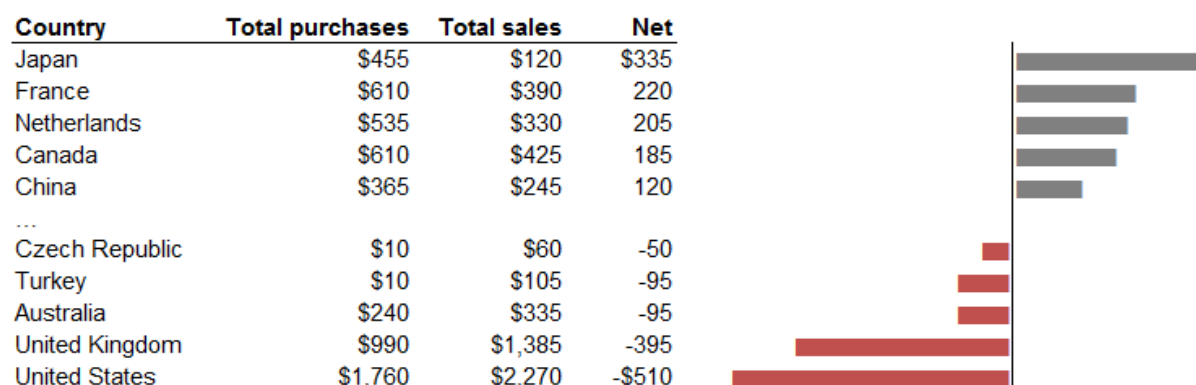 Country Total purchases Total sales Net
Japan $455 $120 $335
France $610 $390 220
Netherlands $535 $330 205
Canada $610 $425 185
China $365 $245 120
...
Czech Republic $10 $60 -50
Turkey $10 $105 -95
Australia $240 $335 -95
United Kingdom $990 $1,385 -395
United States $1,760 $2,270 -$510